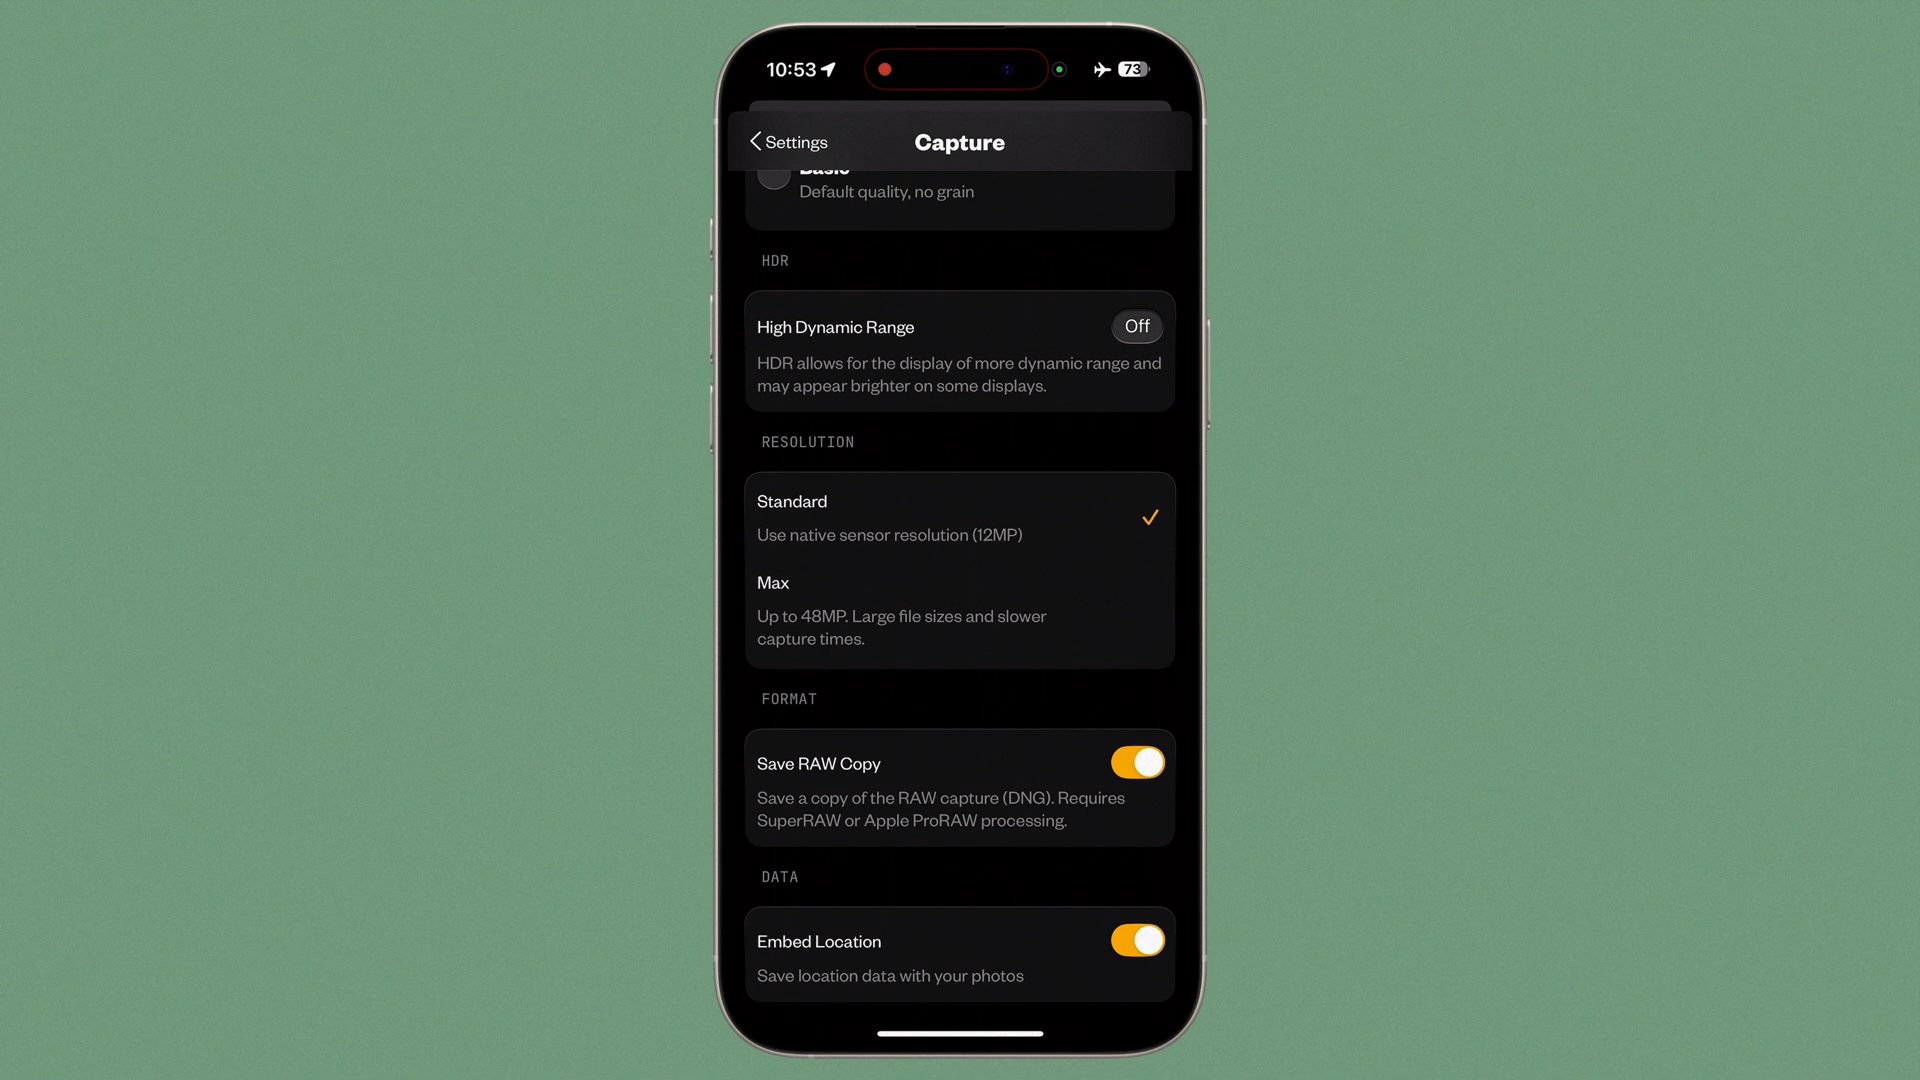 10:53
73
Settings
Capture
Basic
Default quality, no grain
HDR
High Dynamic Range
Off
HDR allows for the display of more dynamic range and
may appear brighter on some displays.
RESOLUTION
Standard
Use native sensor resolution (12MP)
Max
Up to 48MP. Large file sizes and slower
capture times.
FORMAT
Save RAW Copy
Save a copy of the RAW capture (DNG). Requires
SuperRAW or Apple ProRAW processing.
DATA
Embed Location
Save location data with your photos